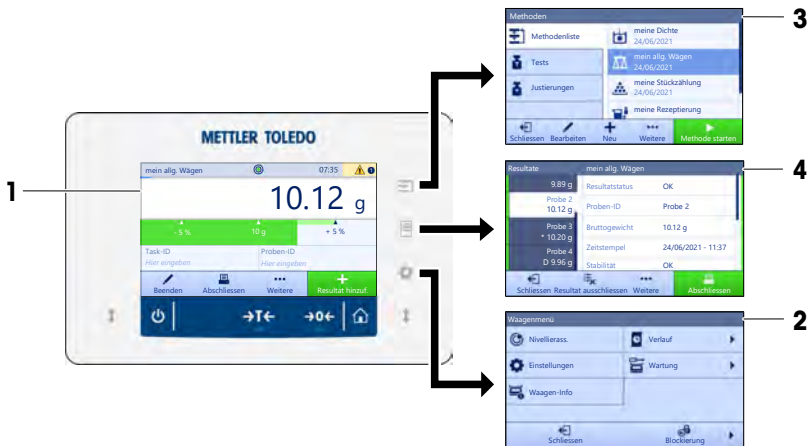 1
METTLER TOLEDO
mein allg. Wägen
07:35
10.12 g
- 5 %
10 g
+ 5 %
Task-ID
Hier eingeben
Proben-ID
Hier eingeben
Beenden
Abschliessen
Weitere
Resultat hinzuf.
→T←
→0←
3
Methoden
Methodenliste
Tests
Justierungen
meine Dichte
24/06/2021
mein allg. Wägen
24/06/2021
meine Stückzählung
24/06/2021
meine Rezeptierung
Schliessen
Bearbeiten
Neu
Weitere
Methode starten
4
Resultate
mein allg. Wägen
9.89 g
Probe 2
10.12 g
Probe 3
* 10.20 g
Probe 4
D 9.96 g
Resultatstatus
OK
Proben-ID
Probe 2
Bruttogewicht
10.12 g
Zeitstempel
24/06/2021 - 11:37
Stabilität
OK
Schliessen
Resultat ausschliessen
Weitere
Abschliessen
2
Waagenmenü
Nivellierass.
Verlauf
Einstellungen
Wartung
Waagen-Info
Schliessen
Blockierung